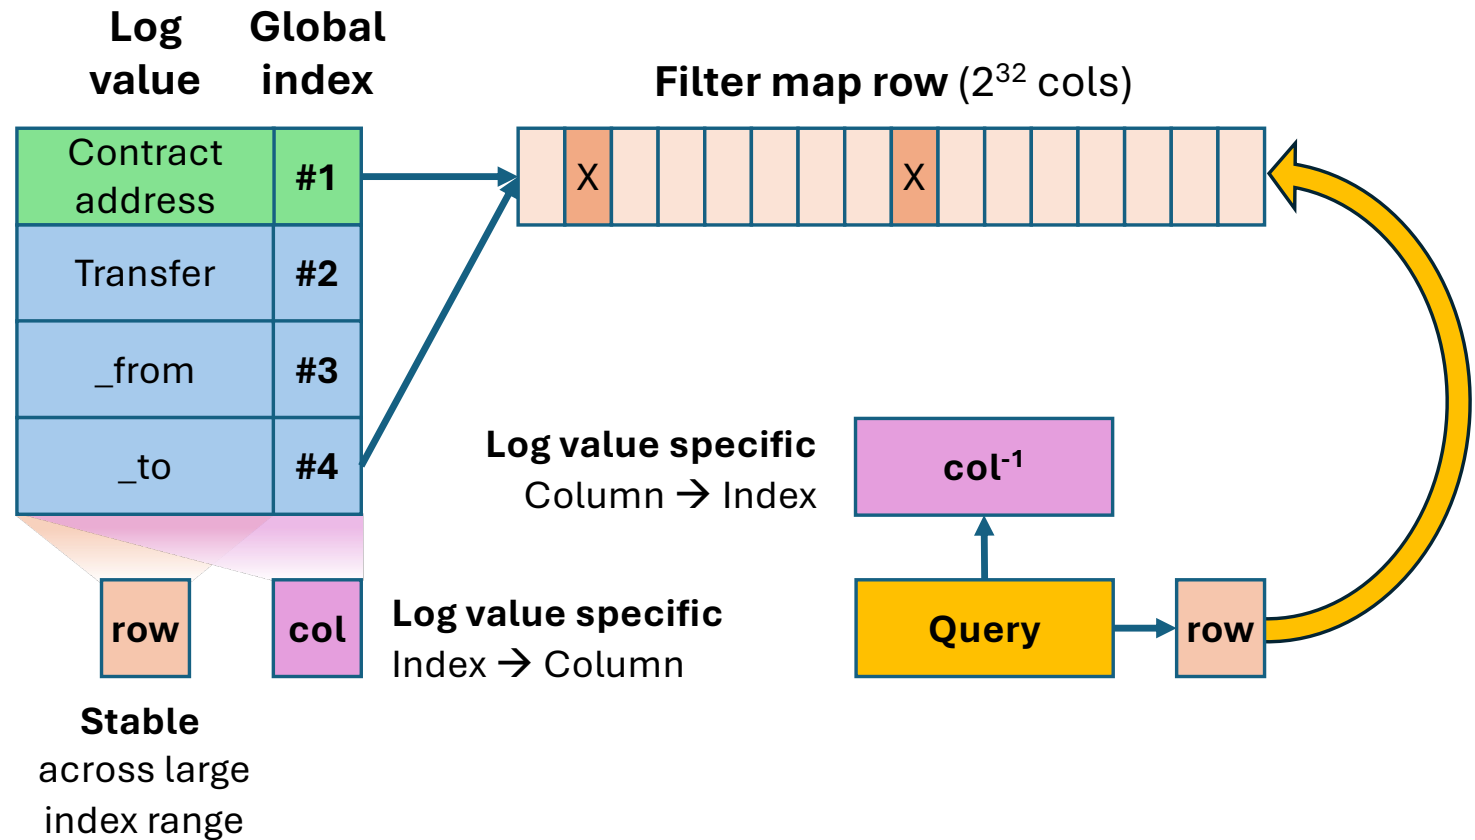 Log
value
Global
index
Filter map row (2³² cols)
Contract
address
#1
X
X
Transfer
#2
_from
#3
_to
#4
Log value specific
Column → Index
col⁻¹
row
col
Log value specific
Index → Column
Query
row
Stable
across large
index range